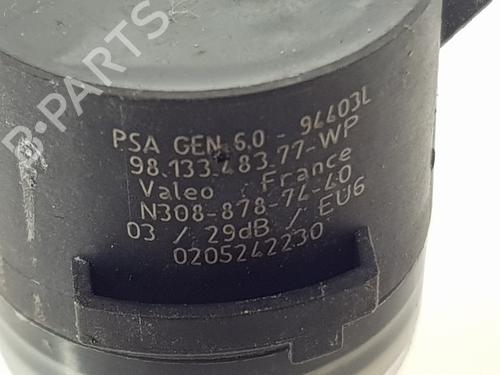 B-PARTS
PSA GEN 6.0 - 94403L
98.133.483.77-WP
Valeo France
N308-878-74-40
03 / 29dB / EU6
0205242230